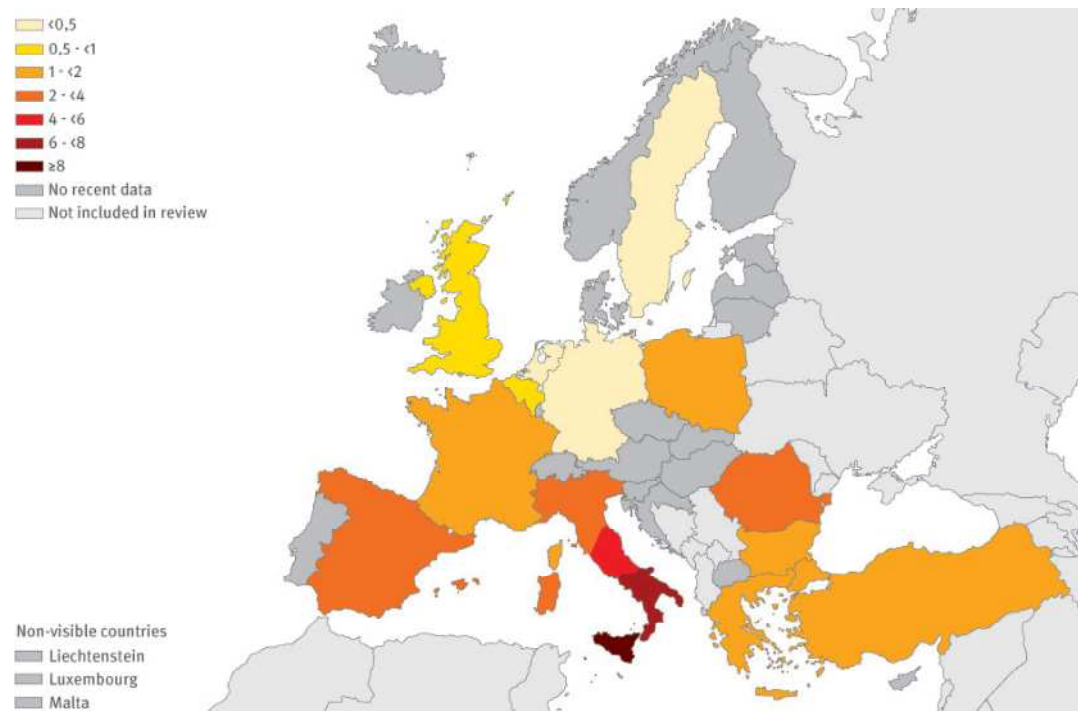 <0,5
0,5 - <1
1 - <2
2 - <4
4 - <6
6 - <8
≥8
No recent data
Not included in review
Non-visible countries
Liechtenstein
Luxembourg
Malta